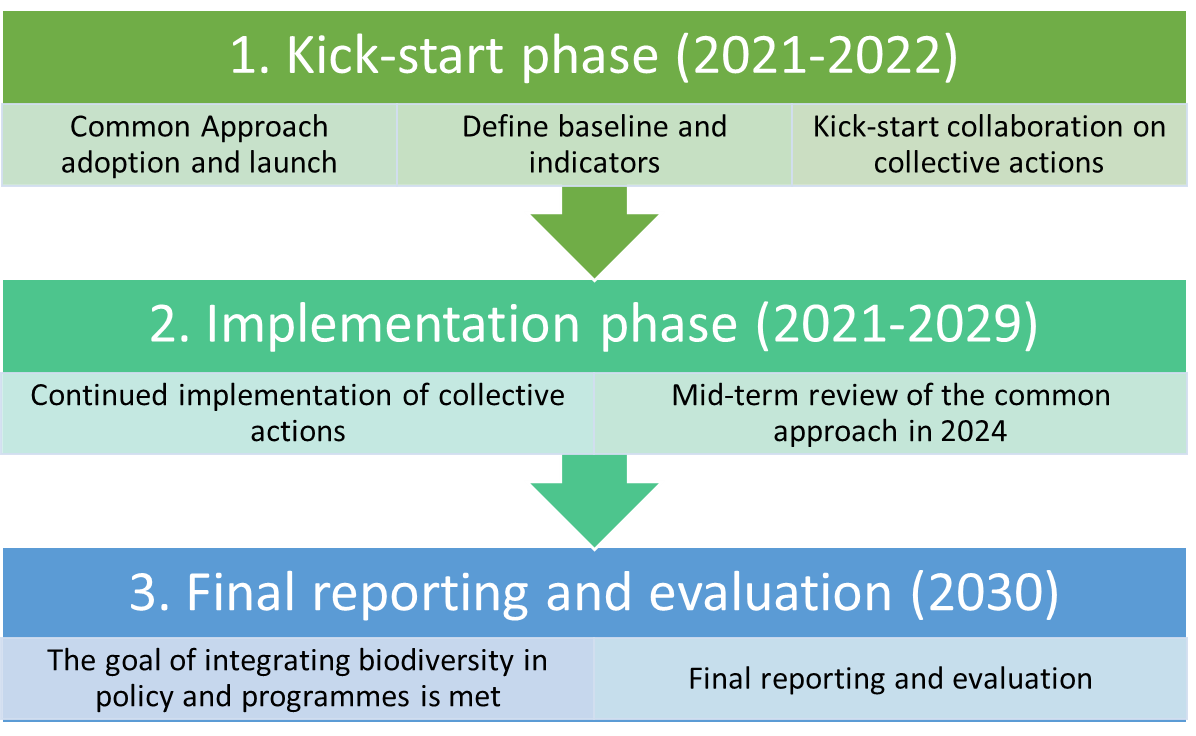 1. Kick-start phase (2021-2022)
Common Approach
adoption and launch
Define baseline and
indicators
Kick-start collaboration on
collective actions
2. Implementation phase (2021-2029)
Continued implementation of collective
actions
Mid-term review of the common
approach in 2024
3. Final reporting and evaluation (2030)
The goal of integrating biodiversity in
policy and programmes is met
Final reporting and evaluation